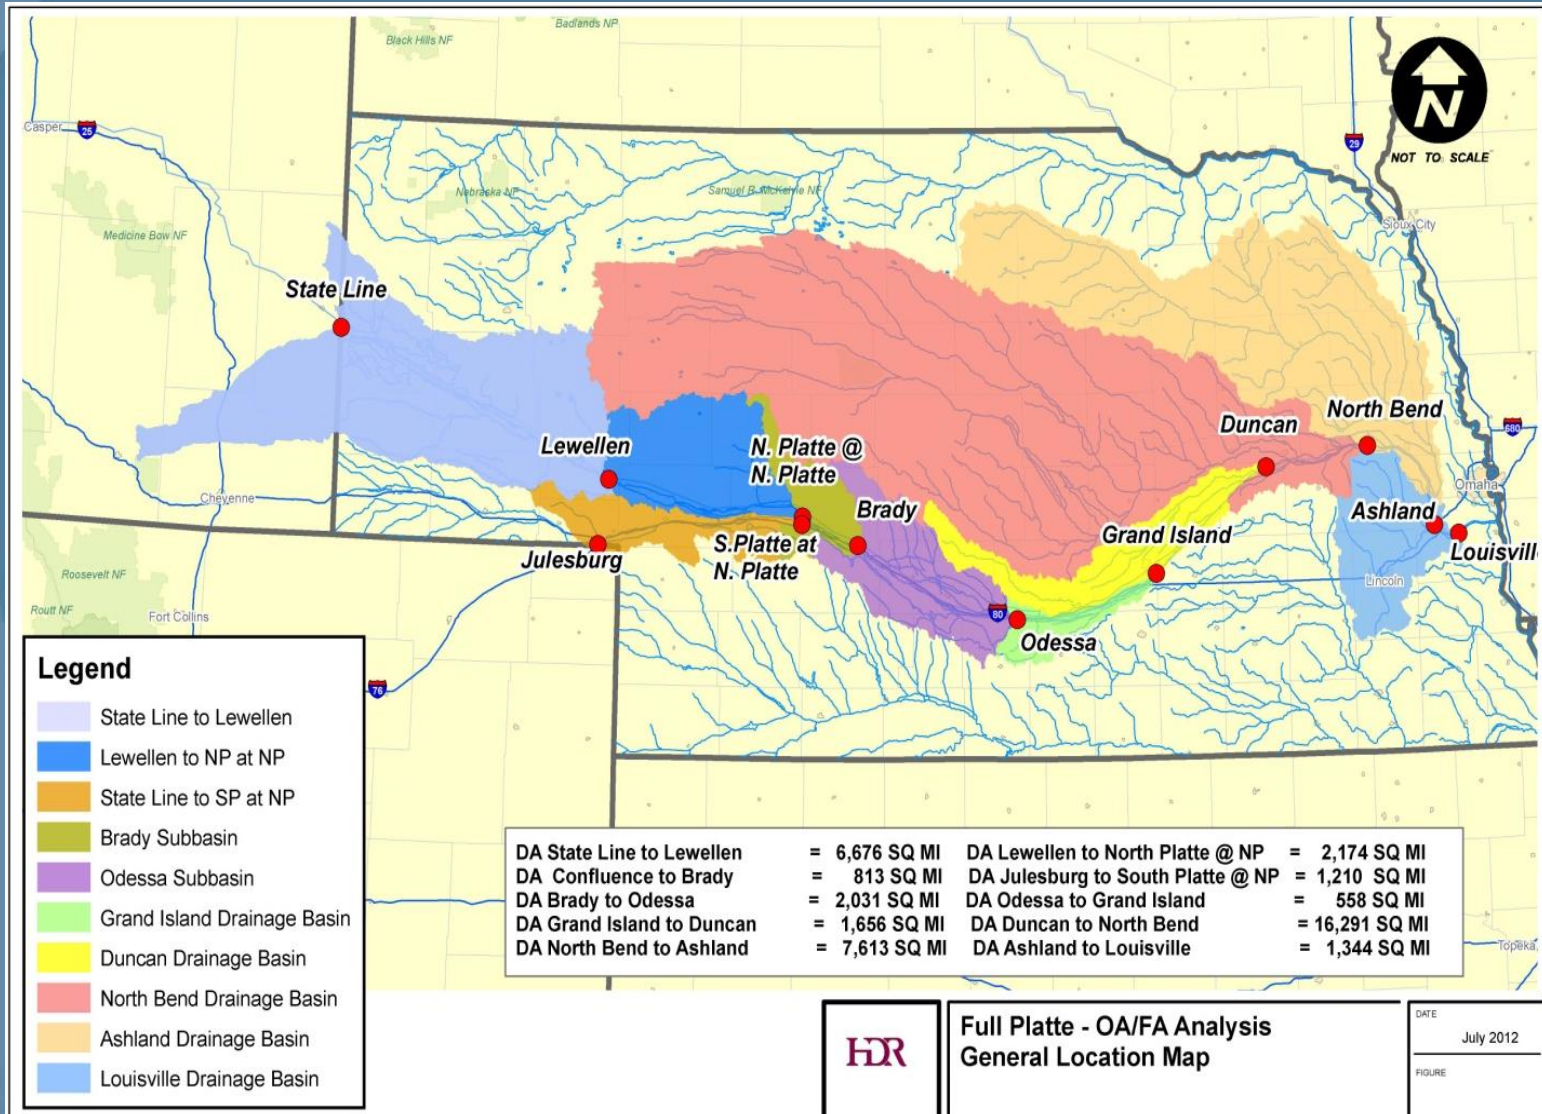 Badlands NP
Black Hills NF
Casper
25
29
NOT TO SCALE
Nebraska NF
Samuel R. McKelvie NF
Medicine Bow NF
Sioux City
State Line
North Bend
Duncan
680
Lewellen
N. Platte @
N. Platte
Omaha
Cheyenne
Brady
Ashland
Grand Island
S.Platte at
N. Platte
Julesburg
Louisvill
Roosevelt NF
Lincoln
Routt NF
Fort Collins
80
Odessa
76
Legend
State Line to Lewellen
Lewellen to NP at NP
State Line to SP at NP
Brady Subbasin
Odessa Subbasin
Grand Island Drainage Basin
Duncan Drainage Basin
North Bend Drainage Basin
Ashland Drainage Basin
Louisville Drainage Basin
DA State Line to Lewellen = 6,676 SQ MI DA Lewellen to North Platte @ NP = 2,174 SQ MI
DA Confluence to Brady = 813 SQ MI DA Julesburg to South Platte @ NP = 1,210 SQ MI
DA Brady to Odessa = 2,031 SQ MI DA Odessa to Grand Island = 558 SQ MI
DA Grand Island to Duncan = 1,656 SQ MI DA Duncan to North Bend = 16,291 SQ MI
DA North Bend to Ashland = 7,613 SQ MI DA Ashland to Louisville = 1,344 SQ MI
Topeka
HDR
Full Platte - OA/FA Analysis
General Location Map
DATE
July 2012
FIGURE
N